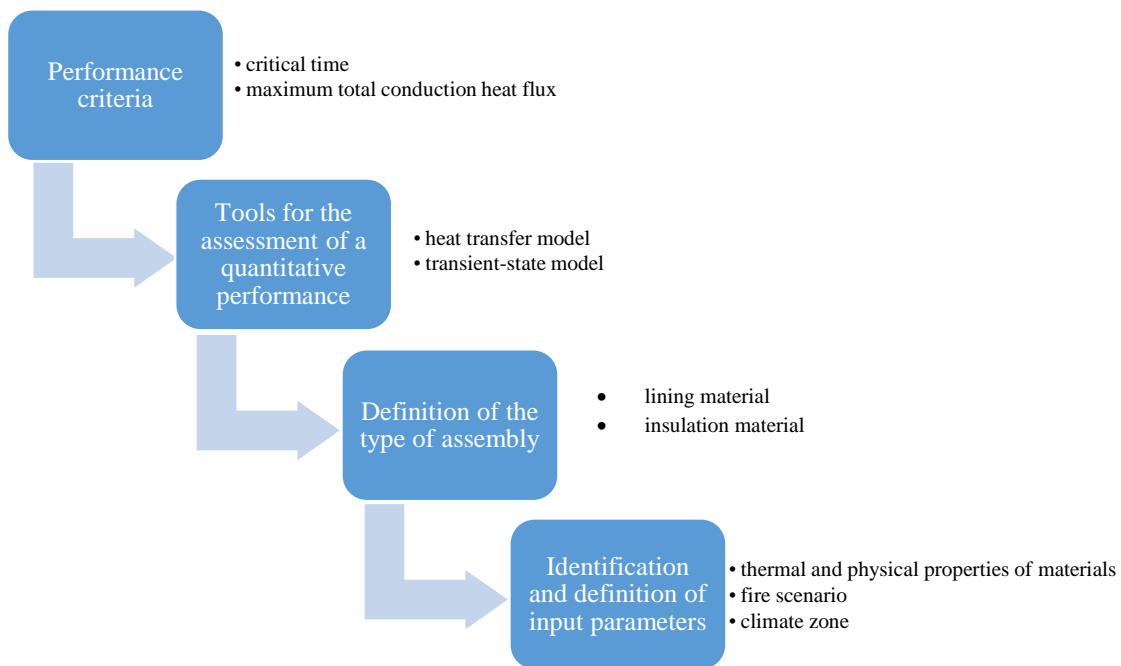 Performance
criteria
• critical time
• maximum total conduction heat flux
Tools for the
assessment of a
quantitative
performance
• heat transfer model
• transient-state model
Definition of the
type of assembly
• lining material
• insulation material
Identification
and definition of
input parameters
• thermal and physical properties of materials
• fire scenario
• climate zone